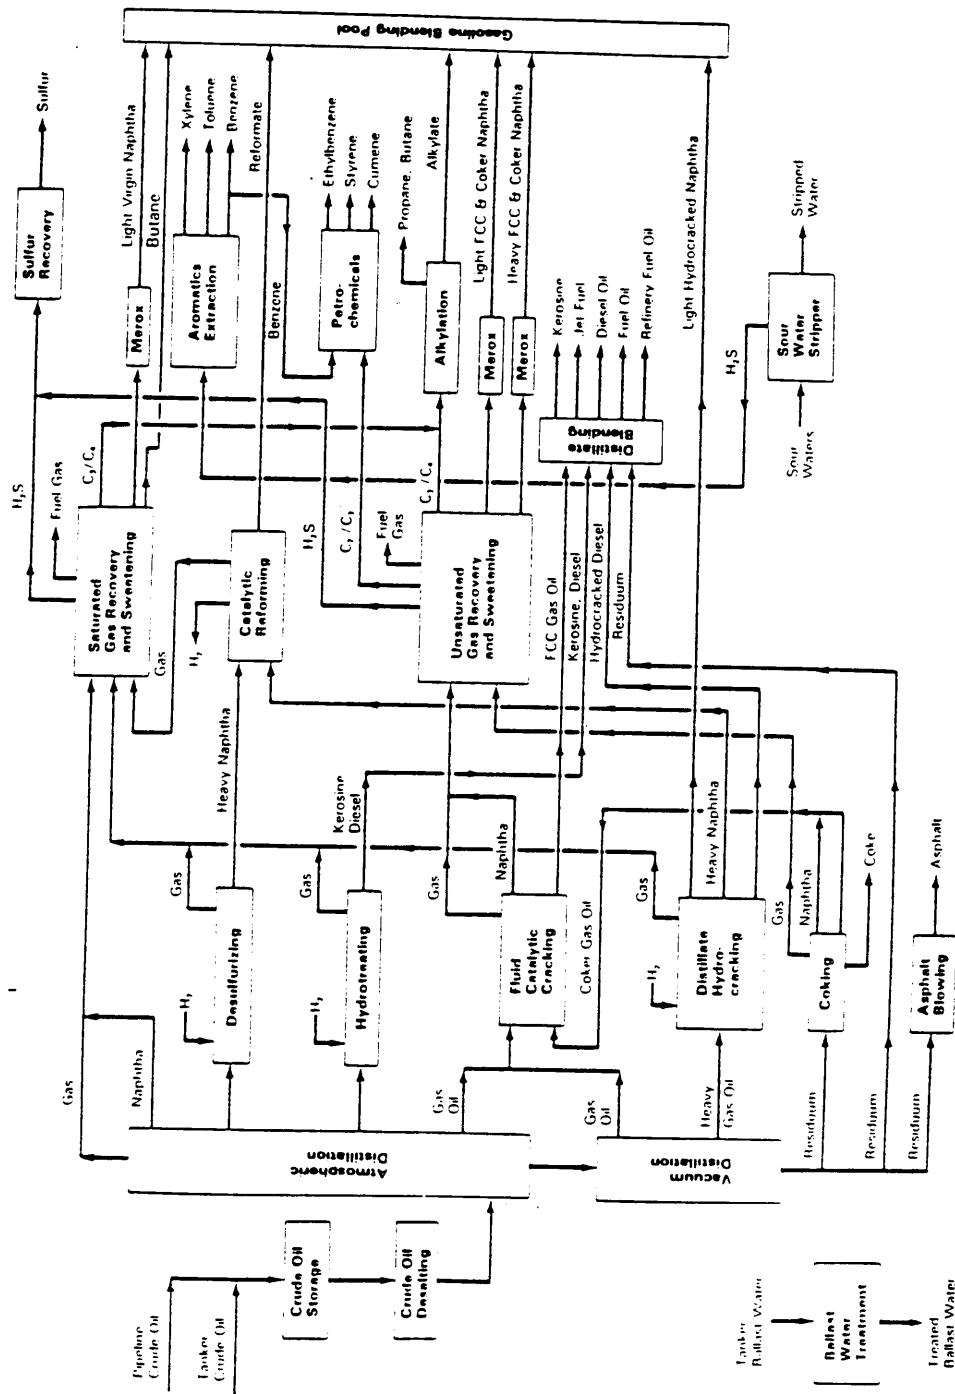 Pipeline
Crude Oil
Tanker
Crude Oil
Crude Oil
Storage
Crude Oil
Desalting
Tanker
Ballast Water
Ballast
Water
Treatment
Treated
Ballast Water
Atmospheric
Distillation
Vacuum
Distillation
Gas
Naphtha
Gas
Oil
Gas
Oil
Heavy
Gas Oil
Residuum
Residuum
Residuum
H₂
Desulfurizing
Gas
H₂
Hydrotreating
Gas
Fluid
Catalytic
Cracking
Gas
Naphtha
Coker Gas Oil
H₂
Distillate
Hydro-
cracking
Gas
Coking
Gas
Naphtha
Coke
Asphalt
Blowing
Asphalt
Heavy Naphtha
Kerosine
Diesel
Heavy Naphtha
Saturated
Gas Recovery
and Sweetening
Gas
H₂S
Fuel Gas
C₃/C₄
Catalytic
Reforming
H₂
Unsaturated
Gas Recovery
and Sweetening
H₂S
Fuel
Gas
C₃/C₄
FCC Gas Oil
Kerosine, Diesel
Hydrocracked Diesel
Residuum
Distillate
Blending
Kerosine
Jet Fuel
Diesel Oil
Fuel Oil
Refinery Fuel Oil
Sulfur
Recovery
Sulfur
Merox
Light Virgin Naphtha
Butane
Aromatics
Extraction
Xylene
Toluene
Benzene
Reformate
Benzene
Petro-
chemicals
Ethylbenzene
Styrene
Cumene
Alkylation
Propane, Butane
Alkylate
Merox
Light FCC & Coker Naphtha
Merox
Heavy FCC & Coker Naphtha
Light Hydrocracked Naphtha
H₂S
Sour
Waters
Sour
Water
Stripper
Stripped
Water
Gasoline Blending Pool